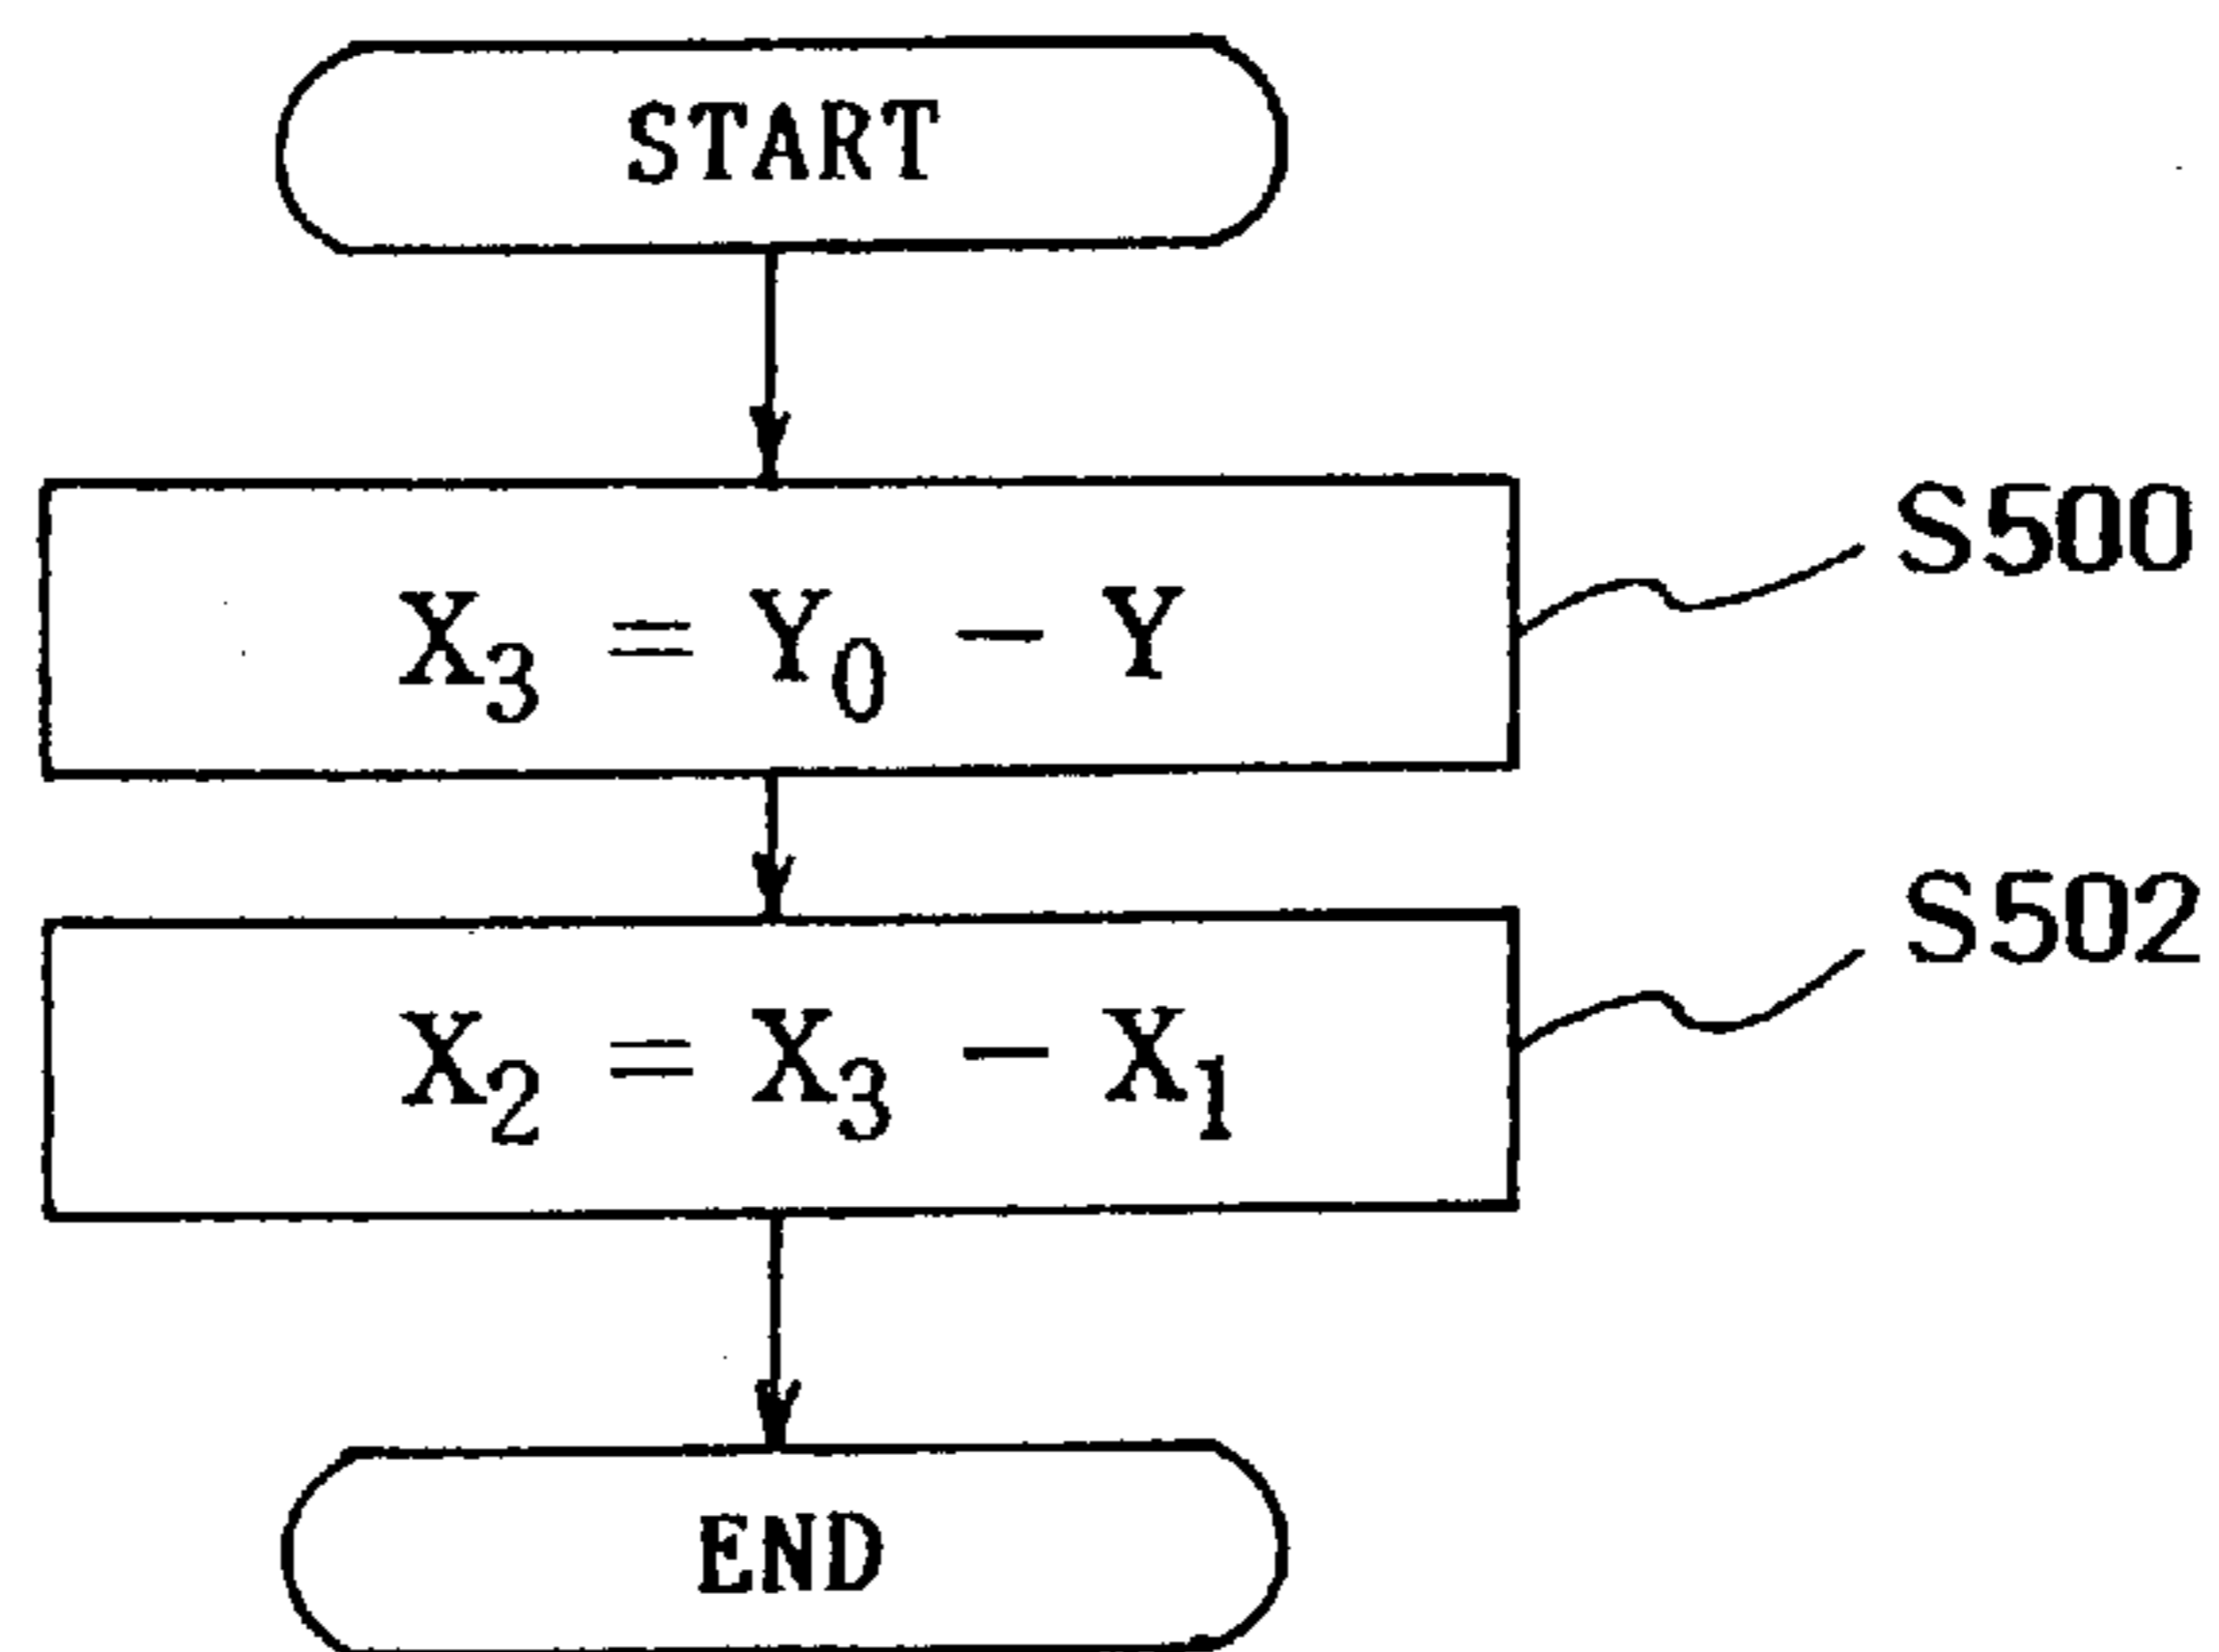 START
X₃ = Y₀ − Y
S500
X₂ = X₃ − X₁
S502
END